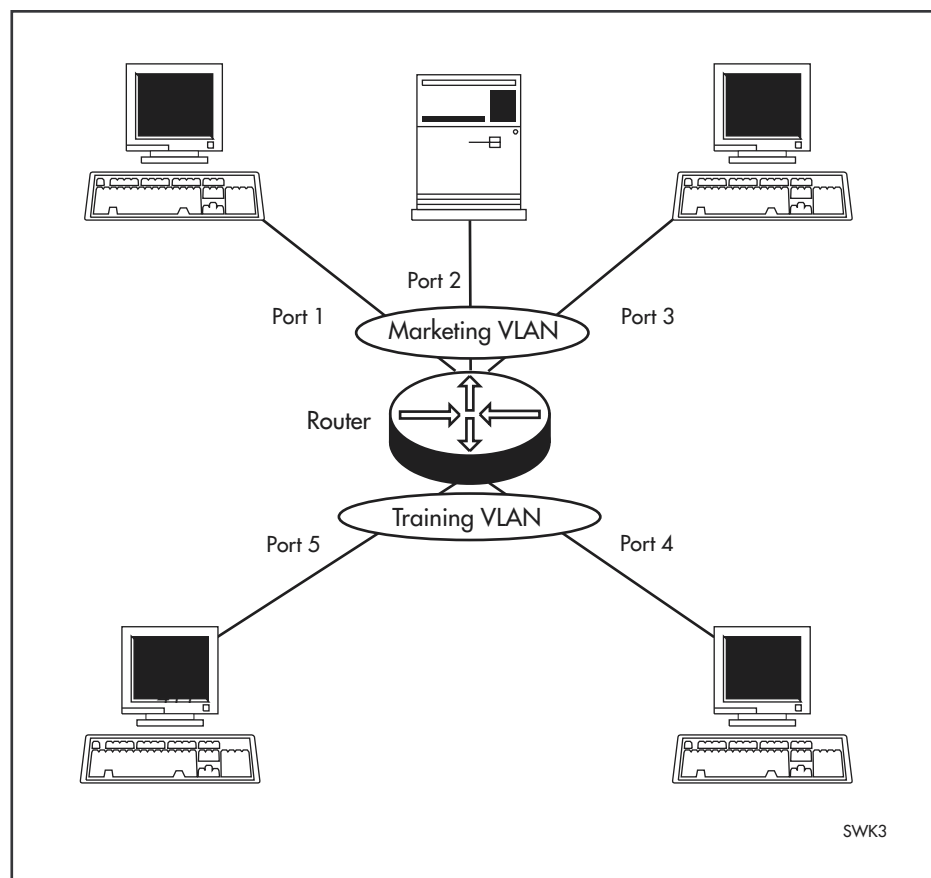 Port 2
Port 1
Port 3
Marketing VLAN
Router
Training VLAN
Port 5
Port 4
SWK3